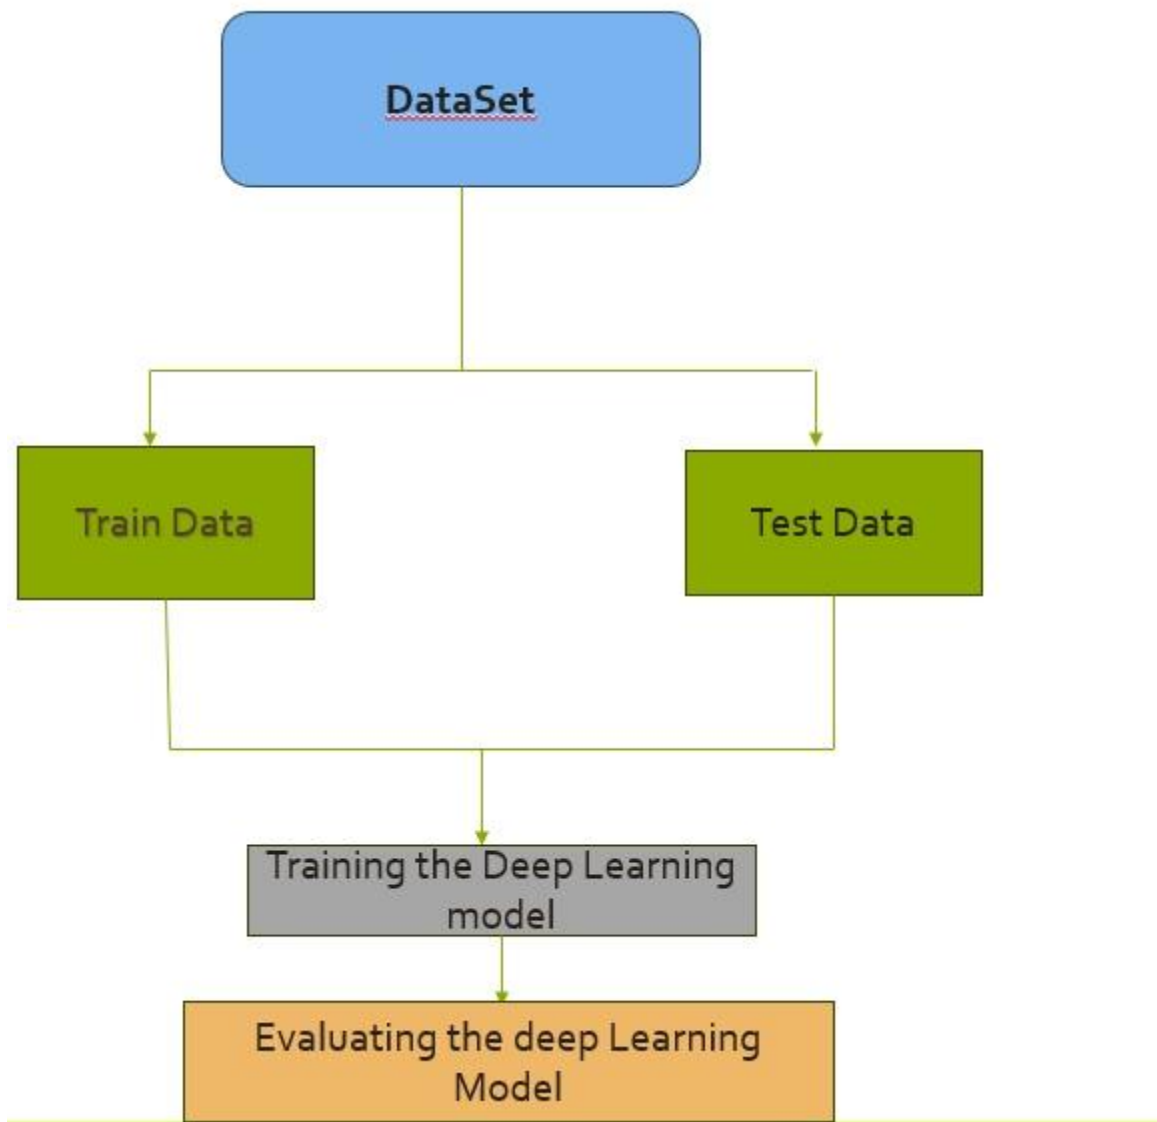 DataSet
Train Data
Test Data
Training the Deep Learning
model
Evaluating the deep Learning
Model